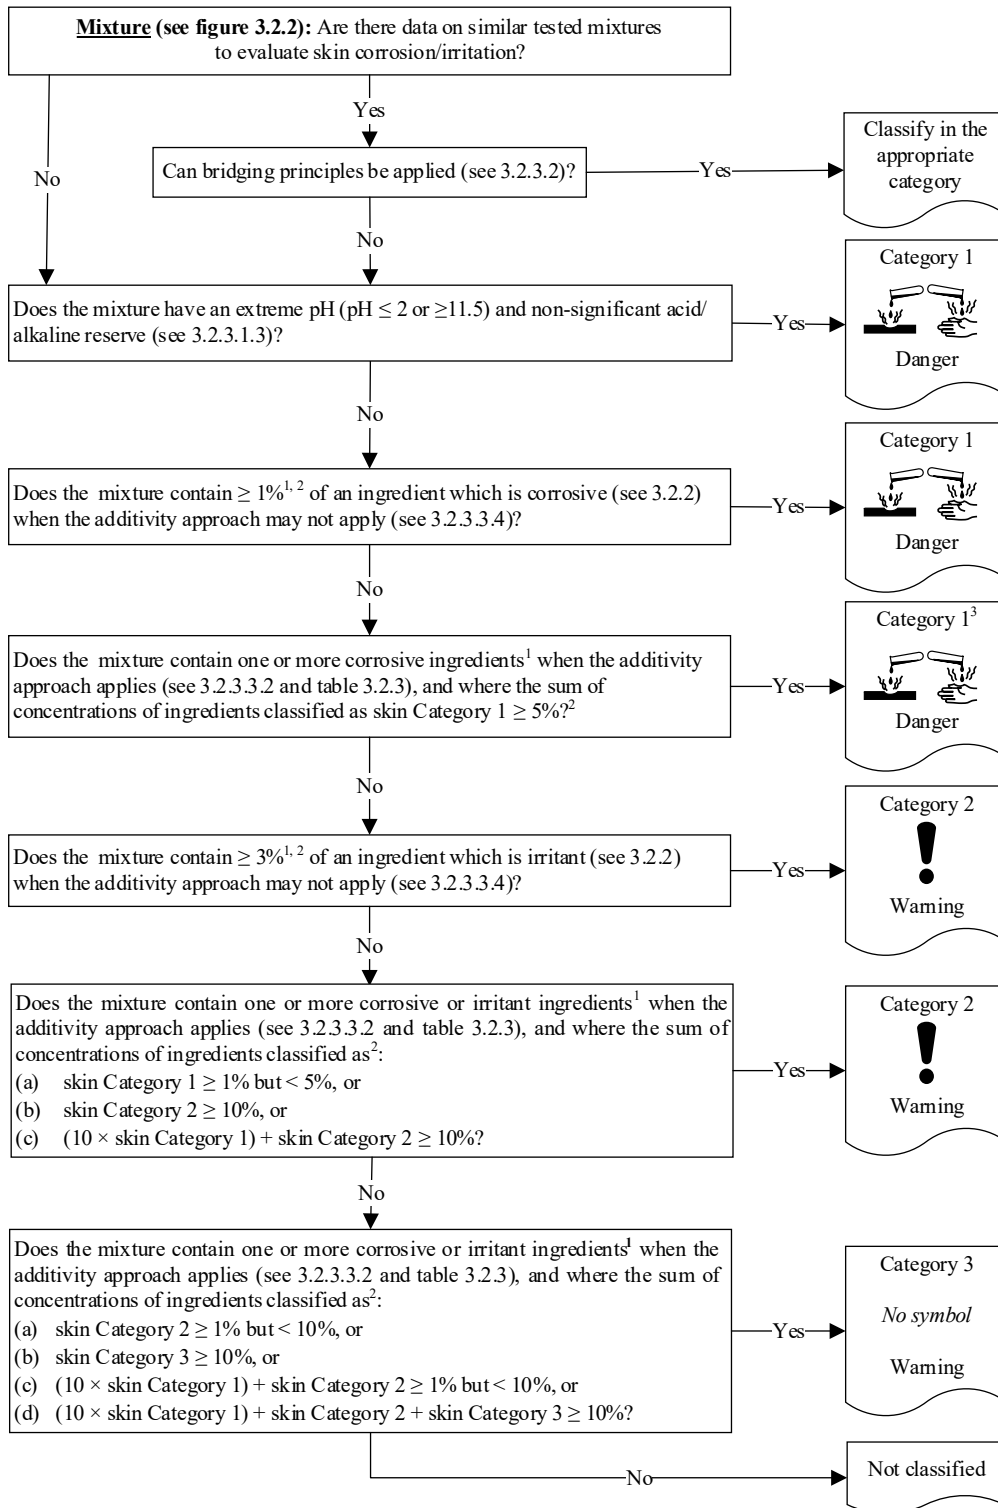 Mixture (see figure 3.2.2): Are there data on similar tested mixtures
to evaluate skin corrosion/irritation?
Yes
No
Can bridging principles be applied (see 3.2.3.2)?
Yes
Classify in the
appropriate
category
No
Does the mixture have an extreme pH (pH ≤ 2 or ≥11.5) and non-significant acid/
alkaline reserve (see 3.2.3.1.3)?
Yes
Category 1
Danger
No
Does the mixture contain ≥ 1%¹, ² of an ingredient which is corrosive (see 3.2.2)
when the additivity approach may not apply (see 3.2.3.3.4)?
Yes
Category 1
Danger
No
Does the mixture contain one or more corrosive ingredients¹ when the additivity
approach applies (see 3.2.3.3.2 and table 3.2.3), and where the sum of
concentrations of ingredients classified as skin Category 1 ≥ 5%?²
Yes
Category 1³
Danger
No
Does the mixture contain ≥ 3%¹, ² of an ingredient which is irritant (see 3.2.2)
when the additivity approach may not apply (see 3.2.3.3.4)?
Yes
Category 2
Warning
No
Does the mixture contain one or more corrosive or irritant ingredients¹ when the
additivity approach applies (see 3.2.3.3.2 and table 3.2.3), and where the sum of
concentrations of ingredients classified as²:
(a) skin Category 1 ≥ 1% but < 5%, or
(b) skin Category 2 ≥ 10%, or
(c) (10 × skin Category 1) + skin Category 2 ≥ 10%?
Yes
Category 2
Warning
No
Does the mixture contain one or more corrosive or irritant ingredients¹ when the
additivity approach applies (see 3.2.3.3.2 and table 3.2.3), and where the sum of
concentrations of ingredients classified as²:
(a) skin Category 2 ≥ 1% but < 10%, or
(b) skin Category 3 ≥ 10%, or
(c) (10 × skin Category 1) + skin Category 2 ≥ 1% but < 10%, or
(d) (10 × skin Category 1) + skin Category 2 + skin Category 3 ≥ 10%?
Yes
Category 3
No symbol
Warning
No
Not classified